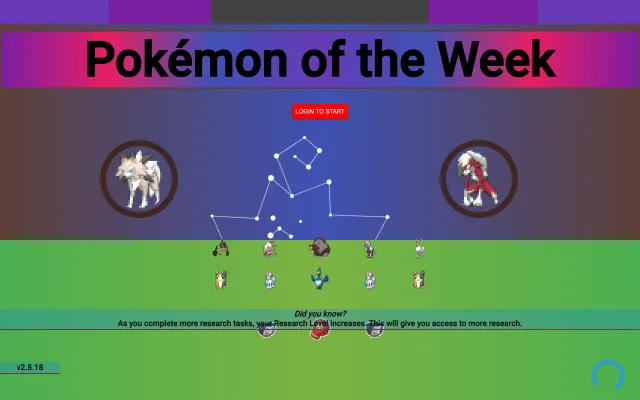 Pokémon of the Week
LOGIN TO START
Did you know?
As you complete more research tasks, your Research Level increases. This will give you access to more research.
v2.8.18